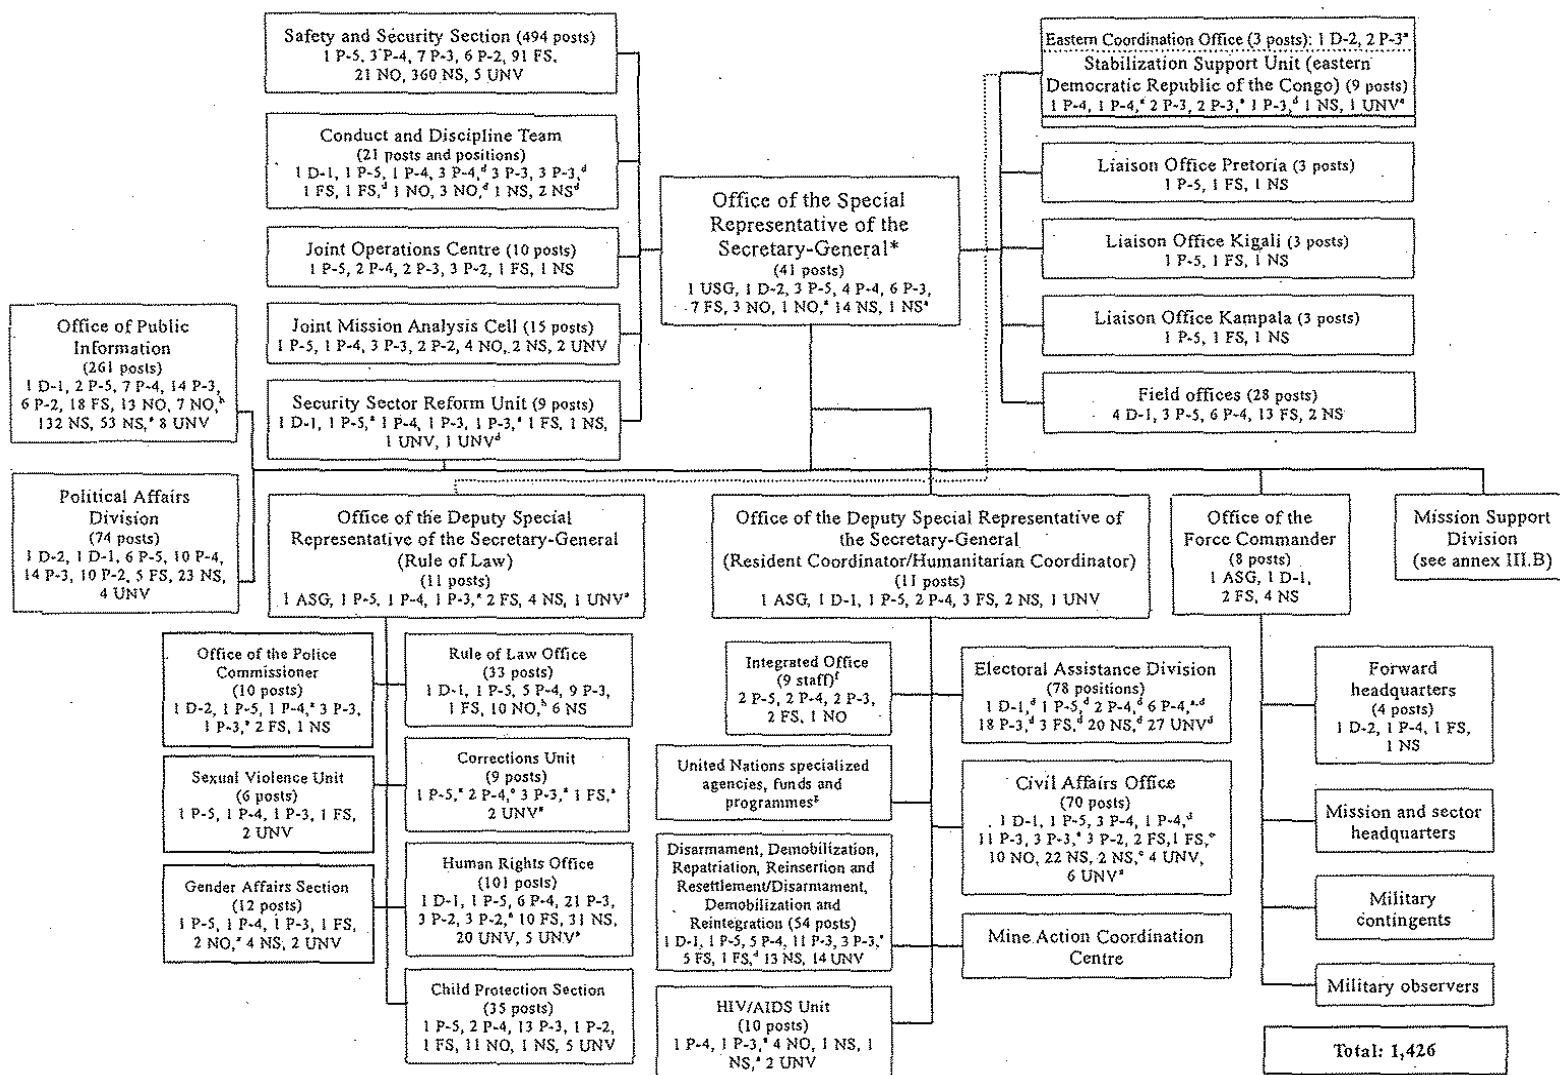 Safety and Security Section (494 posts)
1 P-5, 3 P-4, 7 P-3, 6 P-2, 91 FS,
21 NO, 360 NS, 5 UNV
Conduct and Discipline Team
(21 posts and positions)
1 D-1, 1 P-5, 1 P-4, 3 P-4,ᵈ 3 P-3, 3 P-3,ᵈ
1 FS, 1 FS,ᵈ 1 NO, 3 NO,ᵈ 1 NS, 2 NSᵈ
Joint Operations Centre (10 posts)
1 P-5, 2 P-4, 2 P-3, 3 P-2, 1 FS, 1 NS
Joint Mission Analysis Cell (15 posts)
1 P-5, 1 P-4, 3 P-3, 2 P-2, 4 NO, 2 NS, 2 UNV
Security Sector Reform Unit (9 posts)
1 D-1, 1 P-5,ᵃ 1 P-4, 1 P-3, 1 P-3,ᵃ 1 FS, 1 NS,
1 UNV, 1 UNVᵈ
Office of the Special
Representative of the
Secretary-General*
(41 posts)
1 USG, 1 D-2, 3 P-5, 4 P-4, 6 P-3,
7 FS, 3 NO, 1 NO,ᵃ 14 NS, 1 NSᵃ
Eastern Coordination Office (3 posts): 1 D-2, 2 P-3ᵃ
Stabilization Support Unit (eastern
Democratic Republic of the Congo) (9 posts)
1 P-4, 1 P-4,ᵃ 2 P-3, 2 P-3,ᵃ 1 P-3,ᵈ 1 NS, 1 UNVᵃ
Liaison Office Pretoria (3 posts)
1 P-5, 1 FS, 1 NS
Liaison Office Kigali (3 posts)
1 P-5, 1 FS, 1 NS
Liaison Office Kampala (3 posts)
1 P-5, 1 FS, 1 NS
Field offices (28 posts)
4 D-1, 3 P-5, 6 P-4, 13 FS, 2 NS
Office of Public
Information
(261 posts)
1 D-1, 2 P-5, 7 P-4, 14 P-3,
6 P-2, 18 FS, 13 NO, 7 NO,ᵇ
132 NS, 53 NS,ᵃ 8 UNV
Political Affairs
Division
(74 posts)
1 D-2, 1 D-1, 6 P-5, 10 P-4,
14 P-3, 10 P-2, 5 FS, 23 NS,
4 UNV
Office of the Deputy Special
Representative of the Secretary-General
(Rule of Law)
(11 posts)
1 ASG, 1 P-5, 1 P-4, 1 P-3,ᵃ 2 FS, 4 NS, 1 UNVᵃ
Office of the Deputy Special Representative of
the Secretary-General
(Resident Coordinator/Humanitarian Coordinator)
(11 posts)
1 ASG, 1 D-1, 1 P-5, 2 P-4, 3 FS, 2 NS, 1 UNV
Office of the
Force Commander
(8 posts)
1 ASG, 1 D-1,
2 FS, 4 NS
Mission Support
Division
(see annex III.B)
Office of the Police
Commissioner
(10 posts)
1 D-2, 1 P-5, 1 P-4,ᵃ 3 P-3,
1 P-3,ᵃ 2 FS, 1 NS
Rule of Law Office
(33 posts)
1 D-1, 1 P-5, 5 P-4, 9 P-3,
1 FS, 10 NO,ᵇ 6 NS
Sexual Violence Unit
(6 posts)
1 P-5, 1 P-4, 1 P-3, 1 FS,
2 UNV
Corrections Unit
(9 posts)
1 P-5,ᵃ 2 P-4,ᵉ 3 P-3,ᵃ 1 FS,ᵃ
2 UNVᵃ
Gender Affairs Section
(12 posts)
1 P-5, 1 P-4, 1 P-3, 1 FS,
2 NO,ᵃ 4 NS, 2 UNV
Human Rights Office
(101 posts)
1 D-1, 1 P-5, 6 P-4, 21 P-3,
3 P-2, 3 P-2,ᵃ 10 FS, 31 NS,
20 UNV, 5 UNVᵃ
Child Protection Section
(35 posts)
1 P-5, 2 P-4, 13 P-3, 1 P-2,
1 FS, 11 NO, 1 NS, 5 UNV
Integrated Office
(9 staff)ᶠ
2 P-5, 2 P-4, 2 P-3,
2 FS, 1 NO
United Nations specialized
agencies, funds and
programmesᵍ
Disarmament, Demobilization,
Repatriation, Reinsertion and
Resettlement/Disarmament,
Demobilization and
Reintegration (54 posts)
1 D-1, 1 P-5, 5 P-4, 11 P-3, 3 P-3,ᵃ
5 FS, 1 FS,ᵈ 13 NS, 14 UNV
HIV/AIDS Unit
(10 posts)
1 P-4, 1 P-3,ᵃ 4 NO, 1 NS, 1
NS,ᵃ 2 UNV
Electoral Assistance Division
(78 positions)
1 D-1,ᵈ 1 P-5,ᵈ 2 P-4,ᵈ 6 P-4,ᵃ,ᵈ
18 P-3,ᵈ 3 FS,ᵈ 20 NS,ᵈ 27 UNVᵈ
Civil Affairs Office
(70 posts)
1 D-1, 1 P-5, 3 P-4, 1 P-4,ᵈ
11 P-3, 3 P-3,ᵃ 3 P-2, 2 FS, 1 FS,ᵉ
10 NO, 22 NS, 2 NS,ᵉ 4 UNV,
6 UNVᵃ
Mine Action Coordination
Centre
Forward
headquarters
(4 posts)
1 D-2, 1 P-4, 1 FS,
1 NS
Mission and sector
headquarters
Military
contingents
Military observers
Total: 1,426